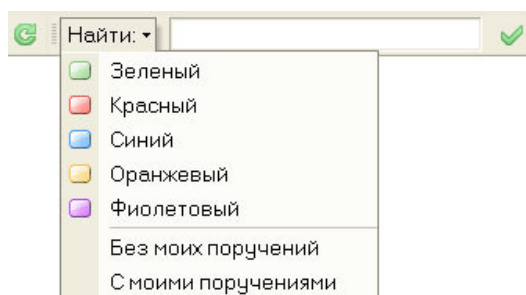 Найти:
Зеленый
Красный
Синий
Оранжевый
Фиолетовый
Без моих поручений
С моими поручениями